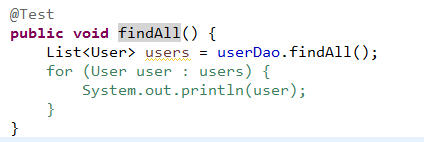 @Test
public void findAll() {
    List<User> users = userDao.findAll();
    for (User user : users) {
        System.out.println(user);
    }
}